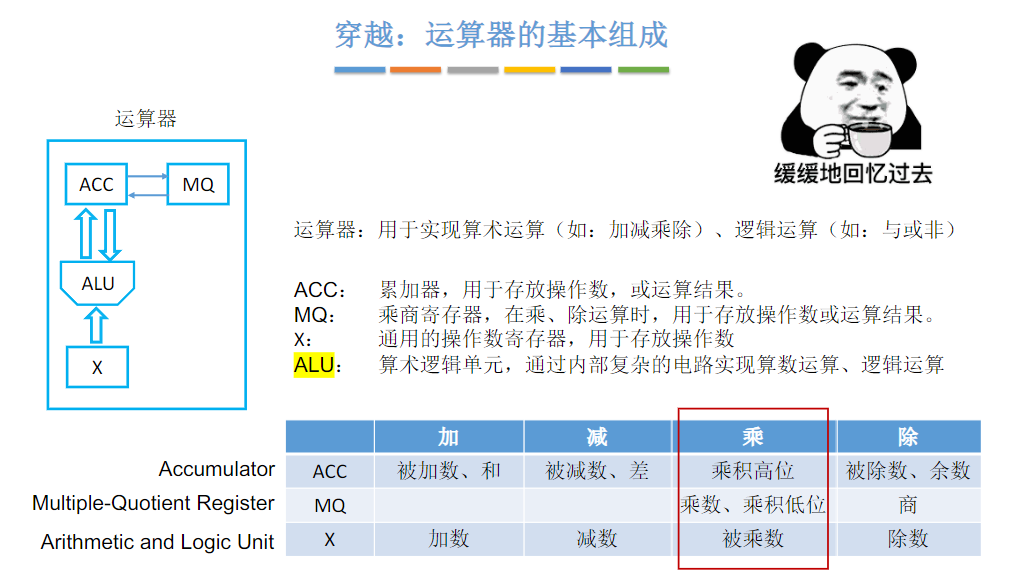 穿越：运算器的基本组成
缓缓地回忆过去
运算器
ACC
MQ
ALU
X
运算器：用于实现算术运算（如：加减乘除）、逻辑运算（如：与或非）
ACC： 累加器，用于存放操作数，或运算结果。
MQ： 乘商寄存器，在乘、除运算时，用于存放操作数或运算结果。
X： 通用的操作数寄存器，用于存放操作数
ALU： 算术逻辑单元，通过内部复杂的电路实现算数运算、逻辑运算
加 减 乘 除
Accumulator ACC 被加数、和 被减数、差 乘积高位 被除数、余数
Multiple-Quotient Register MQ 乘数、乘积低位 商
Arithmetic and Logic Unit X 加数 减数 被乘数 除数